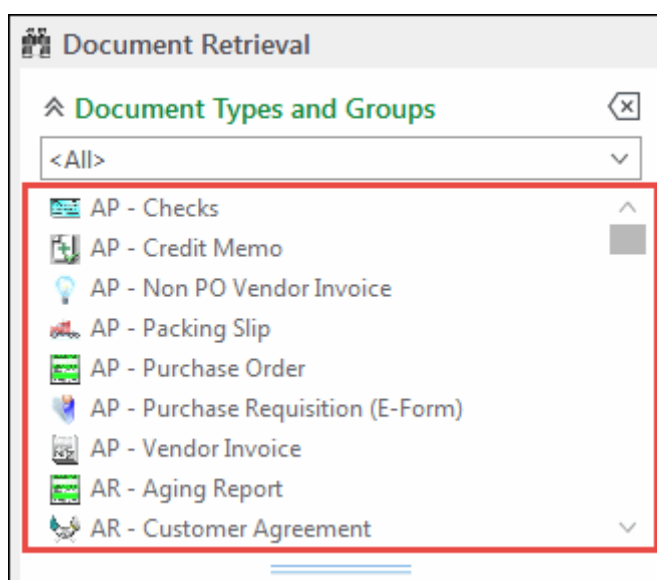 Document Retrieval
Document Types and Groups
<All>
AP - Checks
AP - Credit Memo
AP - Non PO Vendor Invoice
AP - Packing Slip
AP - Purchase Order
AP - Purchase Requisition (E-Form)
AP - Vendor Invoice
AR - Aging Report
AR - Customer Agreement